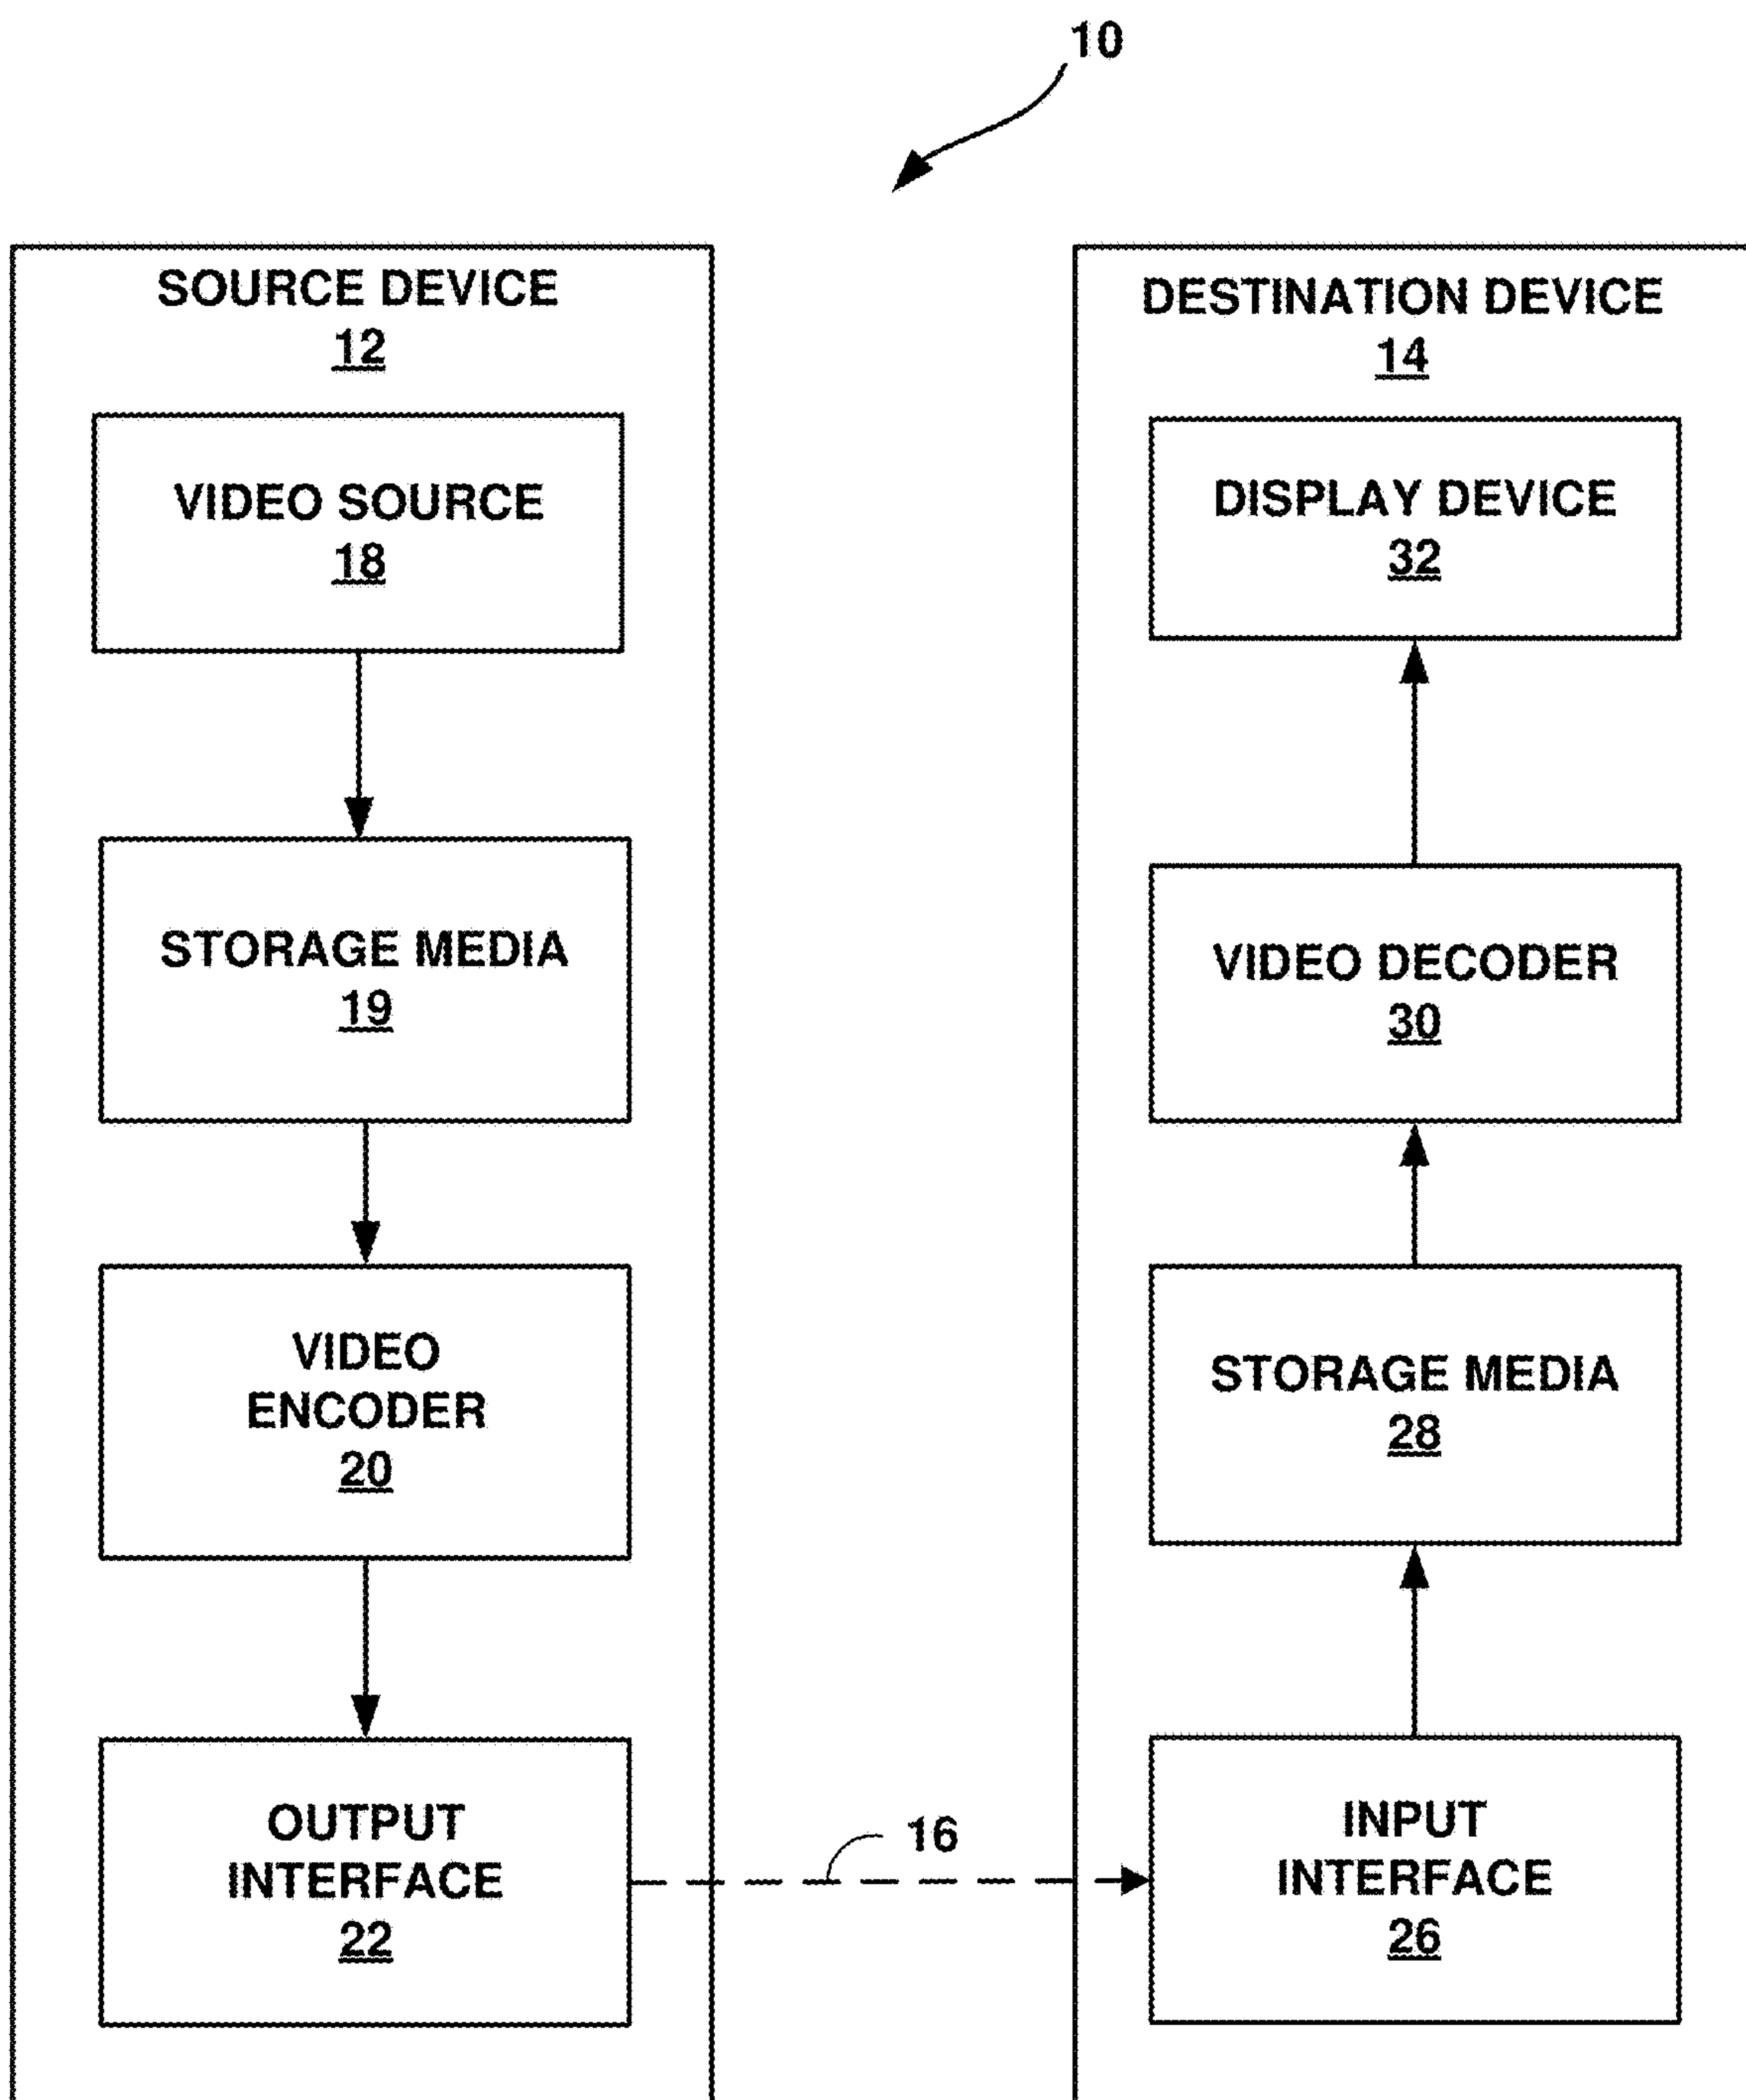 10
SOURCE DEVICE
12
VIDEO SOURCE
18
STORAGE MEDIA
19
VIDEO
ENCODER
20
OUTPUT
INTERFACE
22
16
DESTINATION DEVICE
14
DISPLAY DEVICE
32
VIDEO DECODER
30
STORAGE MEDIA
28
INPUT
INTERFACE
26